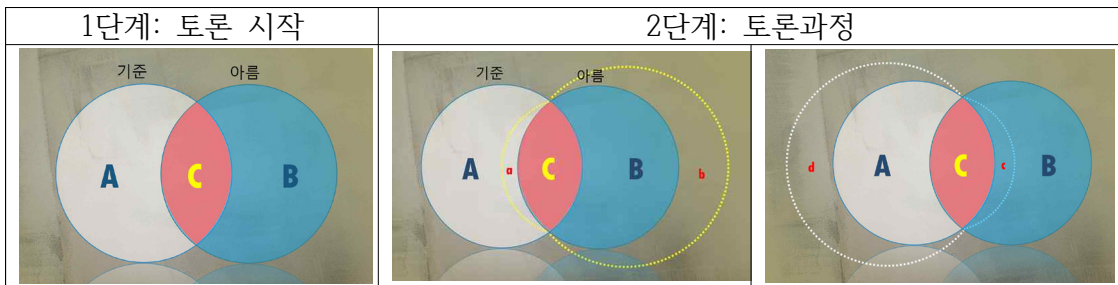 1단계: 토론 시작
2단계: 토론과정
기준 아름
A C B
기준 아름
A a C B b
d A C c B